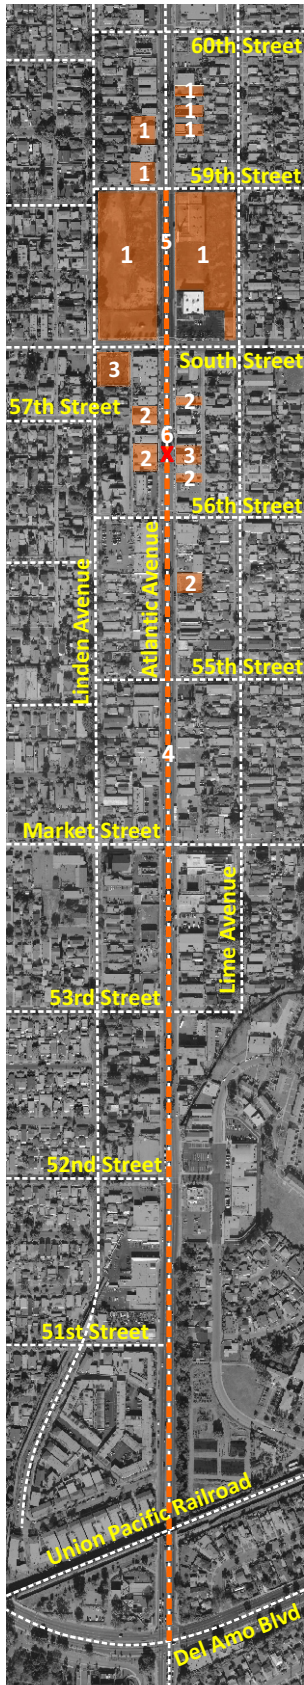 60th Street
1
1
1
1
1
59th Street
5
1
1
South Street
3
57th Street
2
2
6
2
3
2
56th Street
Linden Avenue
Atlantic Avenue
2
55th Street
4
Market Street
Lime Avenue
53rd Street
52nd Street
51st Street
Union Pacific Railroad
Del Amo Blvd